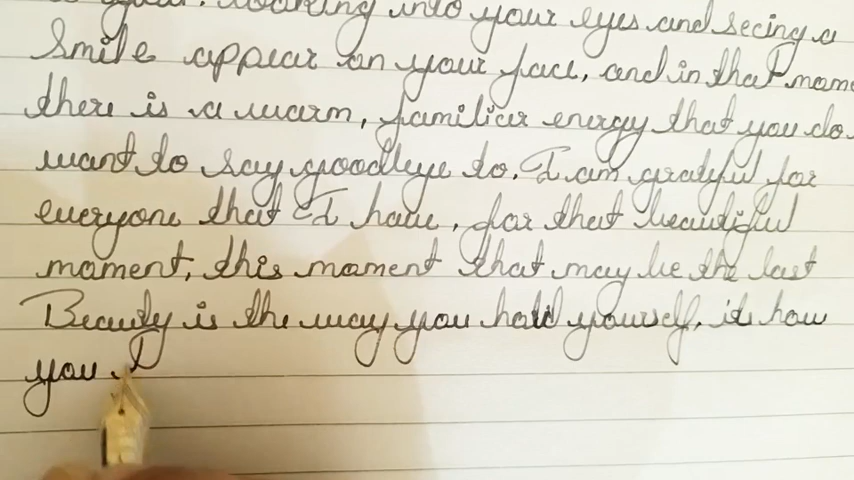 looking into your eyes and seeing a
smile appear on your face, and in that mome
there is a warm, familiar energy that you do
want to say goodbye to. I am grateful for
everyone that I have, for that beautiful
moment, this moment that may be the last
Beauty is the way you hold yourself, it's how
you